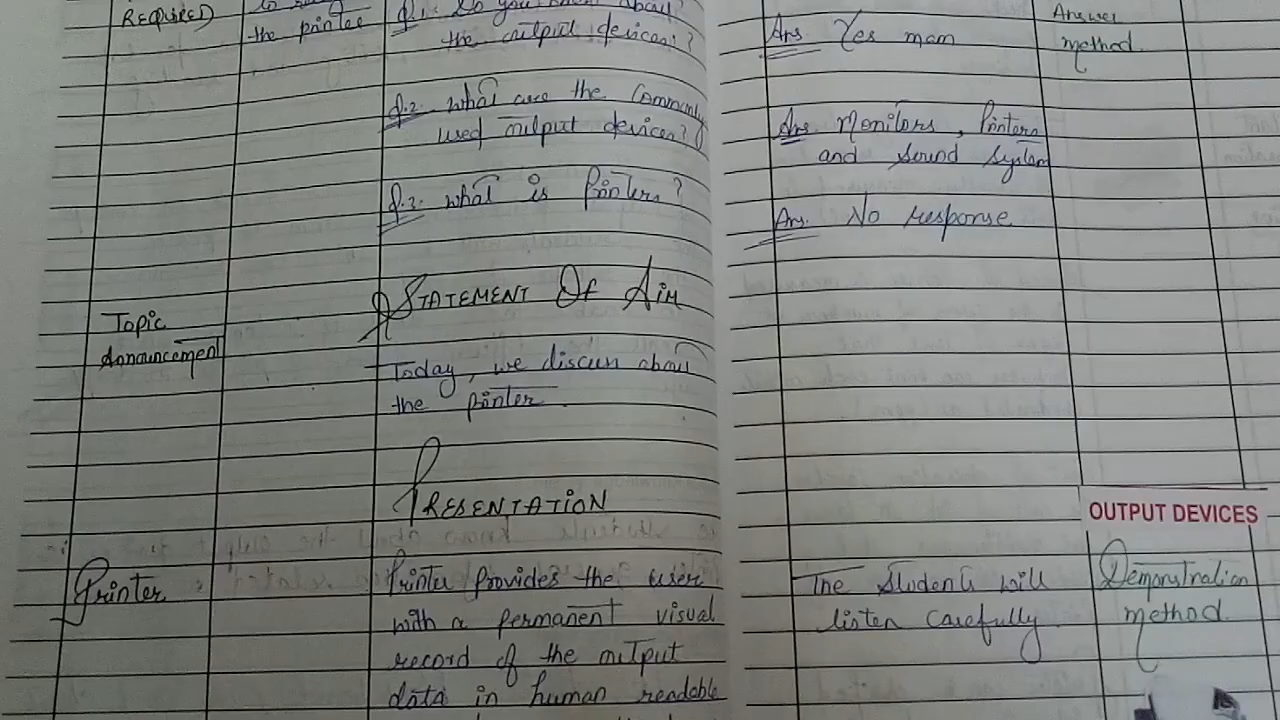 REQUIRED
the printer
Q.1. Do you know about
the output devices?
Ans Yes mam
Answer
method
Q.2. What are the Commonly
used output devices?
Ans Monitors, Printers
and sound System
Q.3. what is Printers?
Ans. No response
STATEMENT OF AIM
Topic
Annoucement
Today, we discuss about
the printer.
PRESENTATION
OUTPUT DEVICES
Printer
Printer Provides the user
with a permanent visual
record of the output
data in human readable
The Students will
listen Carefully
Demonstration
method